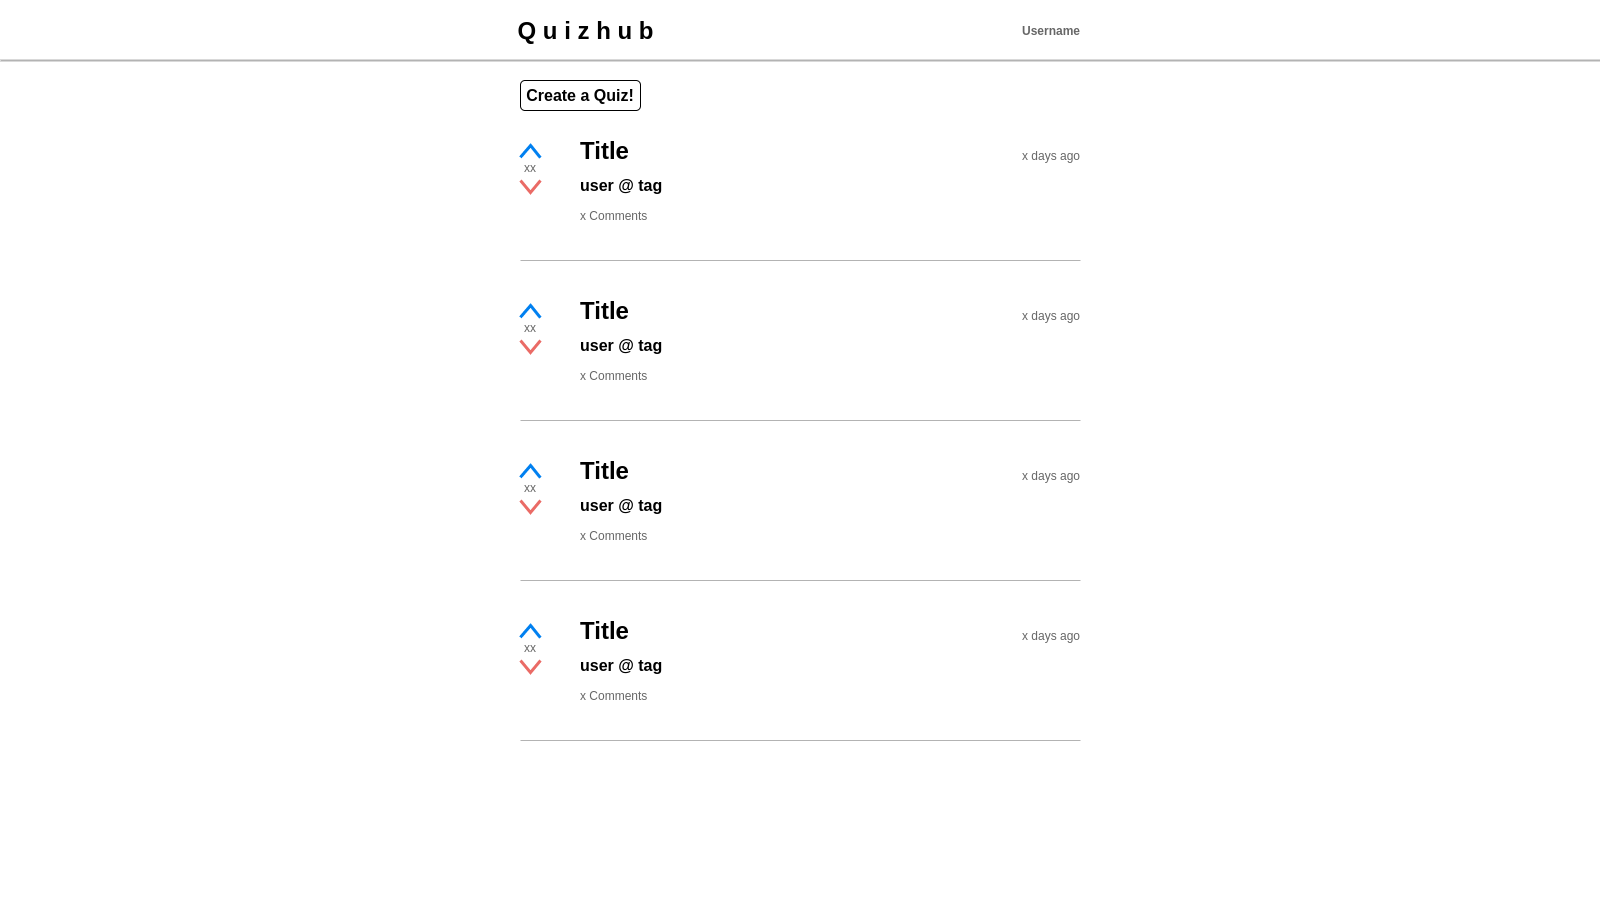 Quizhub
Username
Create a Quiz!
Title
x days ago
xx
user @ tag
x Comments
Title
x days ago
xx
user @ tag
x Comments
Title
x days ago
xx
user @ tag
x Comments
Title
x days ago
xx
user @ tag
x Comments